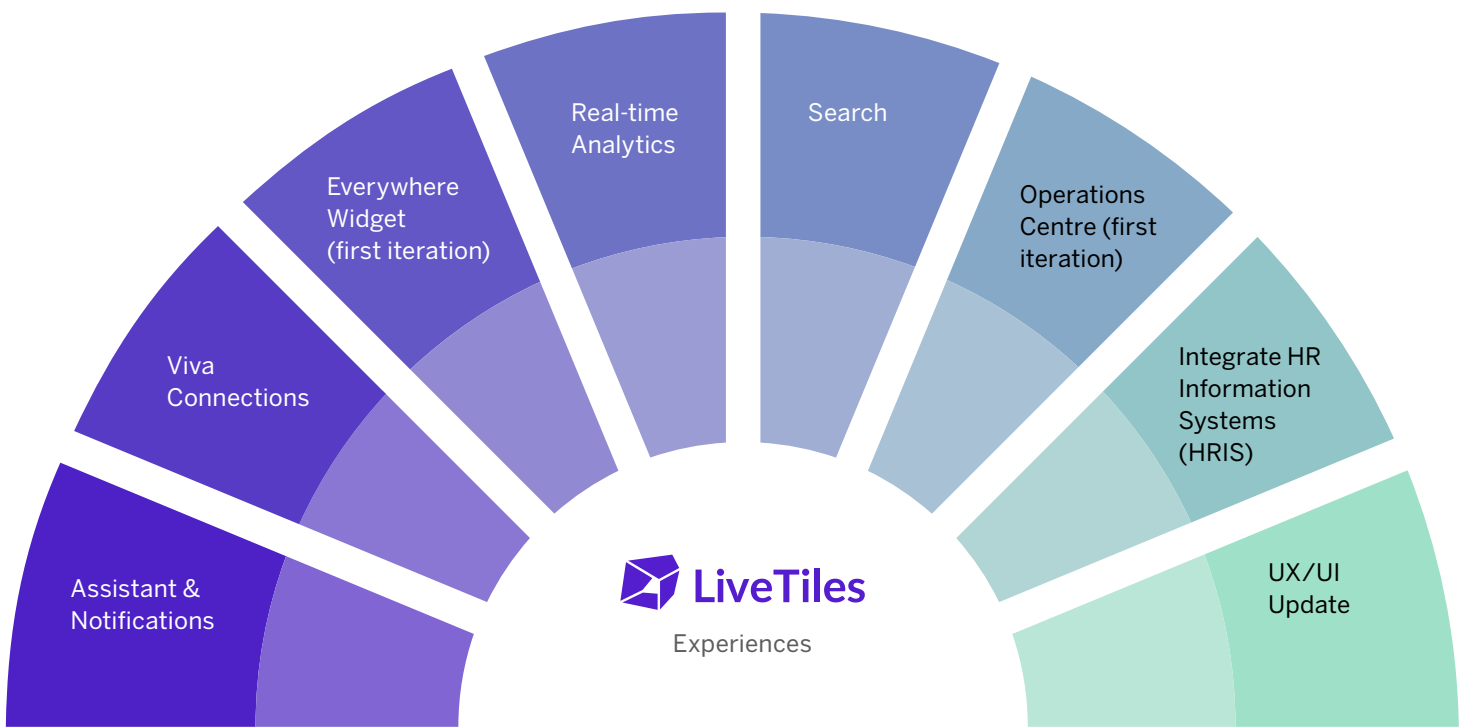 Assistant &
Notifications
Viva
Connections
Everywhere
Widget
(first iteration)
Real-time
Analytics
Search
Operations
Centre (first
iteration)
Integrate HR
Information
Systems
(HRIS)
UX/UI
Update
LiveTiles
Experiences